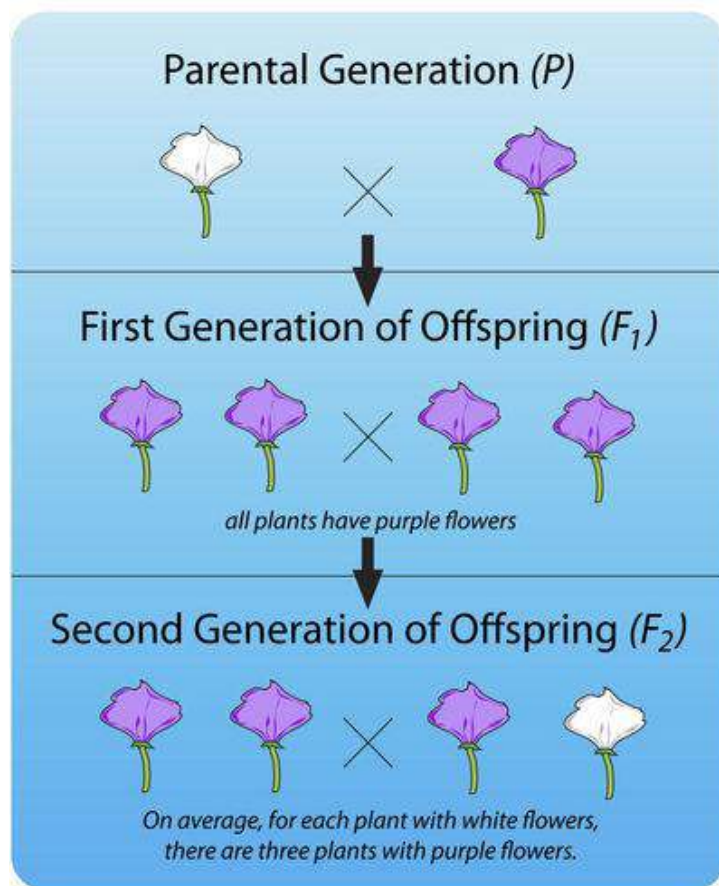 Parental Generation (P)
First Generation of Offspring (F₁)
all plants have purple flowers
Second Generation of Offspring (F₂)
On average, for each plant with white flowers,
there are three plants with purple flowers.